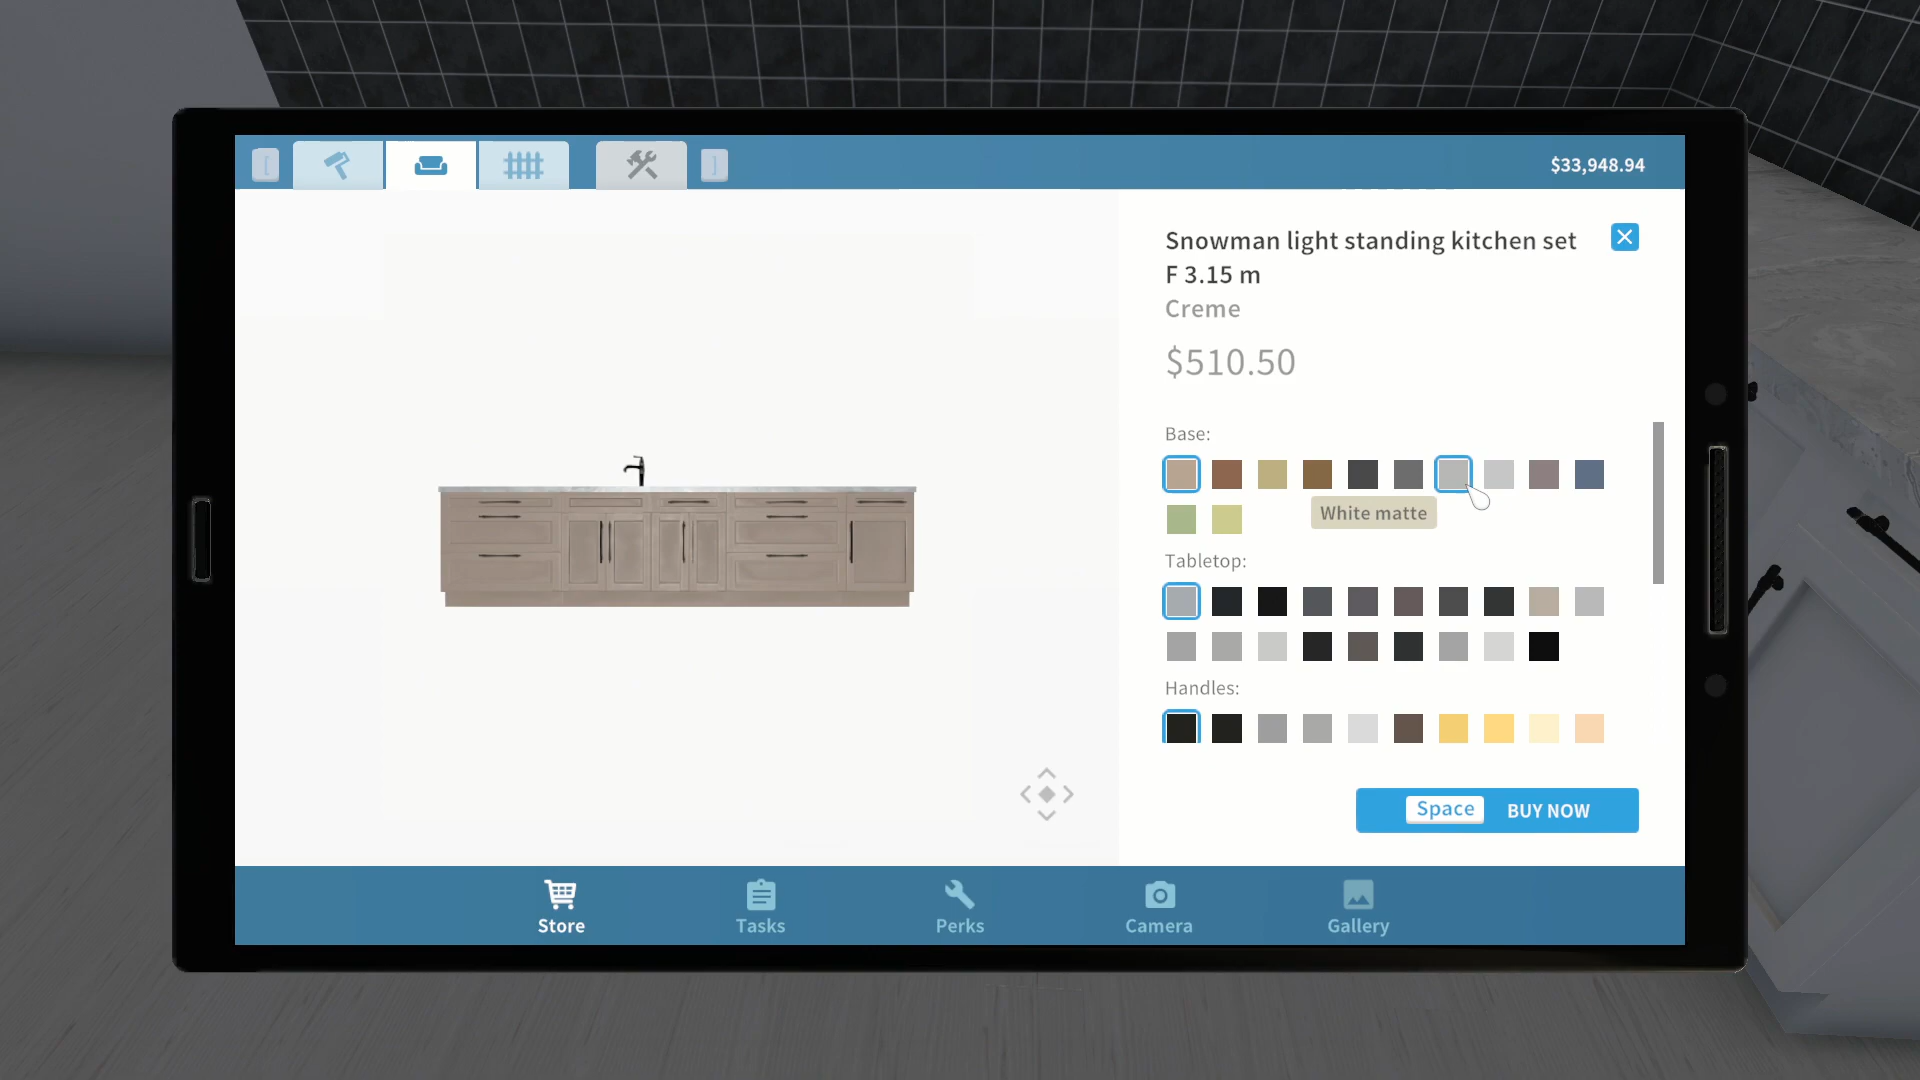 [
]
$33,948.94
Snowman light standing kitchen set
F 3.15 m
Creme
$510.50
Base:
White matte
Tabletop:
Handles:
Space BUY NOW
Store
Tasks
Perks
Camera
Gallery